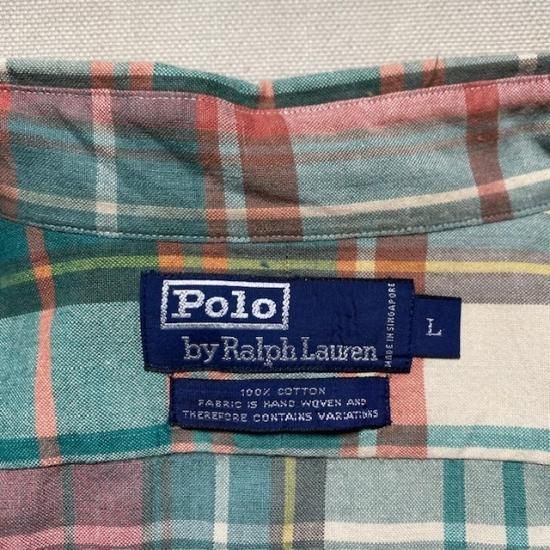 Polo
by Ralph Lauren
MADE IN SINGAPORE
L
100% COTTON
FABRIC IS HAND WOVEN AND
THEREFORE CONTAINS VARIATIONS